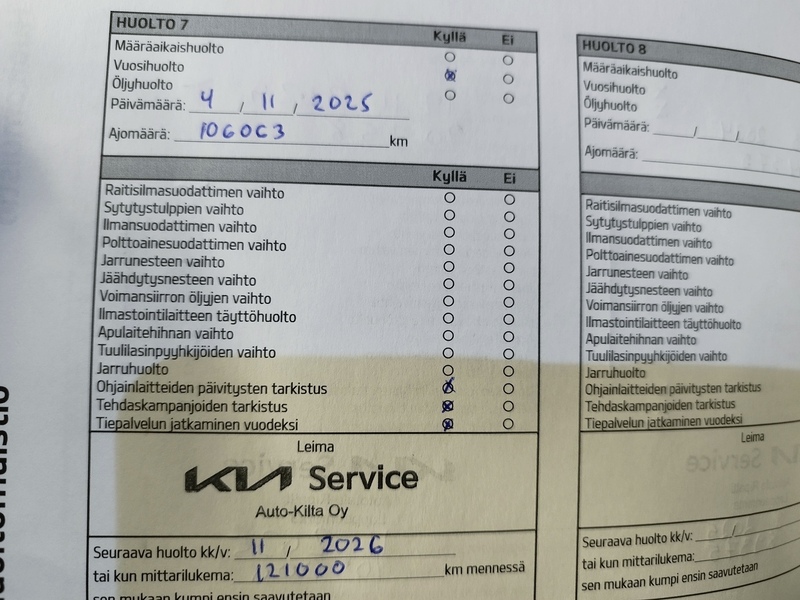 HUOLTO 7
Kyllä Ei
Määräaikaishuolto
Vuosihuolto
Öljyhuolto
Päivämäärä: 4 / 11 / 2025
Ajomäärä: 106063 km
Kyllä Ei
Raitisilmasuodattimen vaihto
Sytytystulppien vaihto
Ilmansuodattimen vaihto
Polttoainesuodattimen vaihto
Jarrunesteen vaihto
Jäähdytysnesteen vaihto
Voimansiirron öljyjen vaihto
Ilmastointilaitteen täyttöhuolto
Apulaitehihnan vaihto
Tuulilasinpyyhkijöiden vaihto
Jarruhuolto
Ohjainlaitteiden päivitysten tarkistus
Tehdaskampanjoiden tarkistus
Tiepalvelun jatkaminen vuodeksi
Leima
KIA Service
Auto-Kilta Oy
Seuraava huolto kk/v: 11 / 2026
tai kun mittarilukema: 121000 km mennessä
sen mukaan kumpi ensin saavutetaan
HUOLTO 8
Määräaikaishuolto
Vuosihuolto
Öljyhuolto
Päivämäärä: / /
Ajomäärä:
Raitisilmasuodattimen vaihto
Sytytystulppien vaihto
Ilmansuodattimen vaihto
Polttoainesuodattimen vaihto
Jarrunesteen vaihto
Jäähdytysnesteen vaihto
Voimansiirron öljyjen vaihto
Ilmastointilaitteen täyttöhuolto
Apulaitehihnan vaihto
Tuulilasinpyyhkijöiden vaihto
Jarruhuolto
Ohjainlaitteiden päivitysten tarkistus
Tehdaskampanjoiden tarkistus
Tiepalvelun jatkaminen vuodeksi
Leima
Seuraava huolto kk/v: /
tai kun mittarilukema:
sen mukaan kumpi ensin saavutetaan